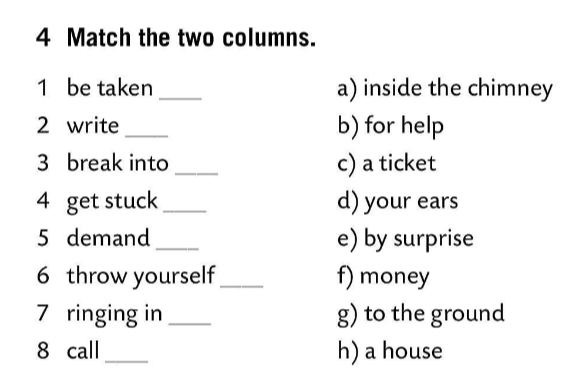 4 Match the two columns.
1 be taken ____ a) inside the chimney
2 write ____ b) for help
3 break into ____ c) a ticket
4 get stuck ____ d) your ears
5 demand ____ e) by surprise
6 throw yourself ____ f) money
7 ringing in ____ g) to the ground
8 call ____ h) a house